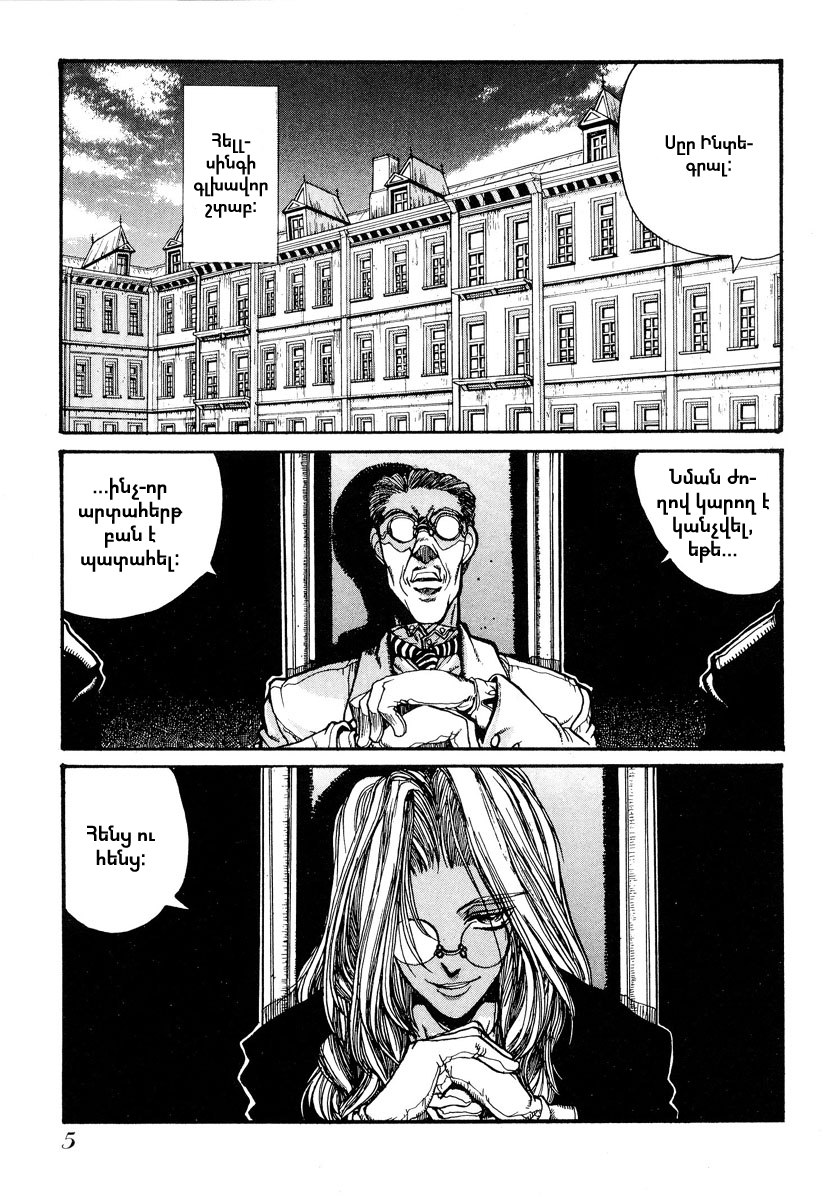 Սըր Ինտե-
գրալ:
Հելլ-
սինգի
գլխավոր
շտաբ:
Նման ժո-
ղով կարող է
կանչվել,
եթե...
...ինչ-որ
արտահերթ
բան է
պատահել:
Հենց ու
հենց:
5